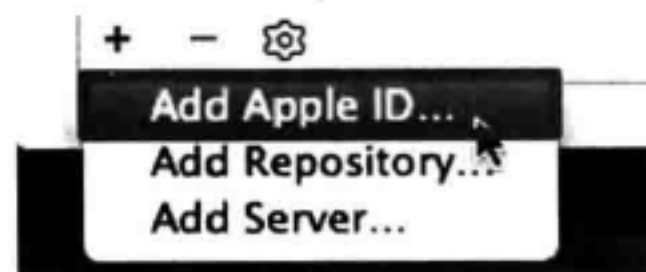 + −
Add Apple ID...
Add Repository...
Add Server...